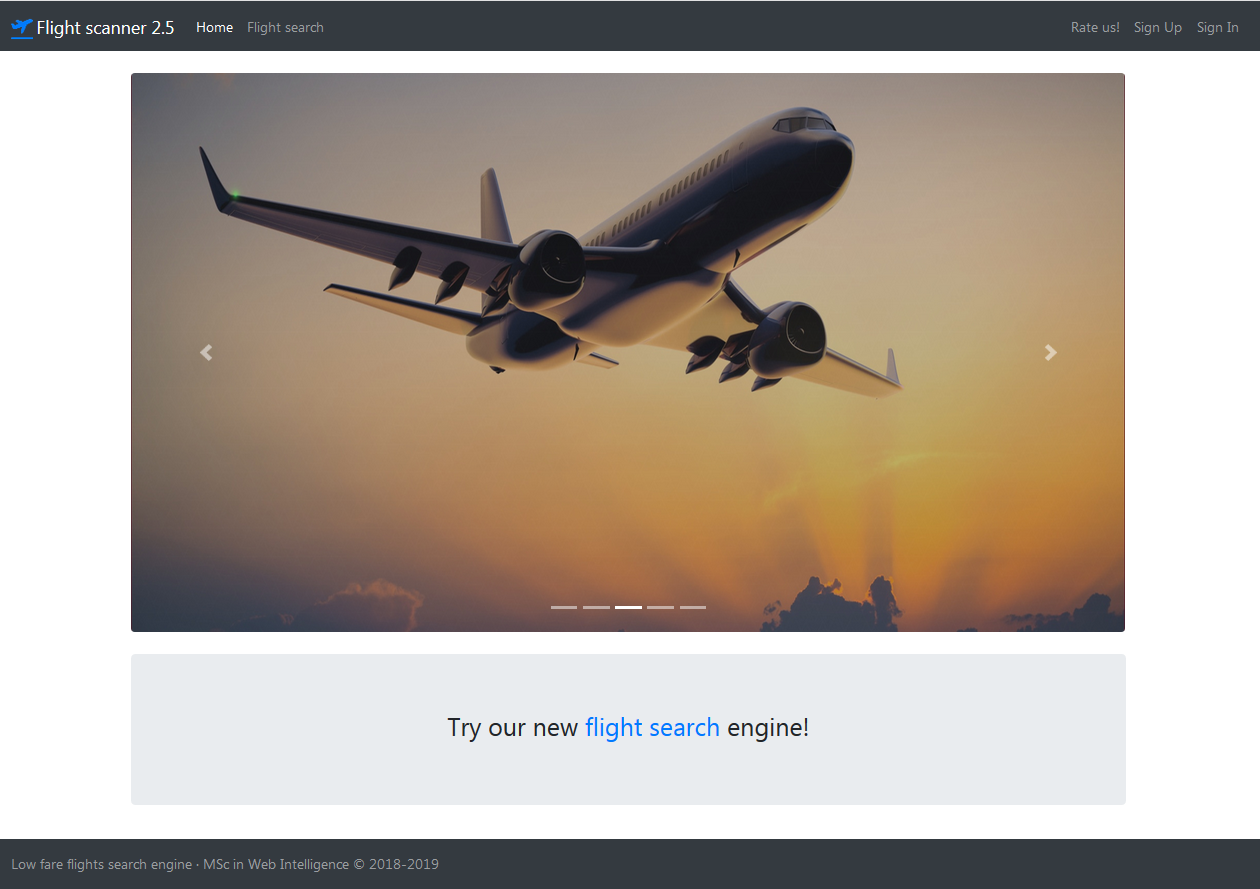 Flight scanner 2.5 Home Flight search Rate us! Sign Up Sign In
Try our new flight search engine!
Low fare flights search engine · MSc in Web Intelligence © 2018-2019